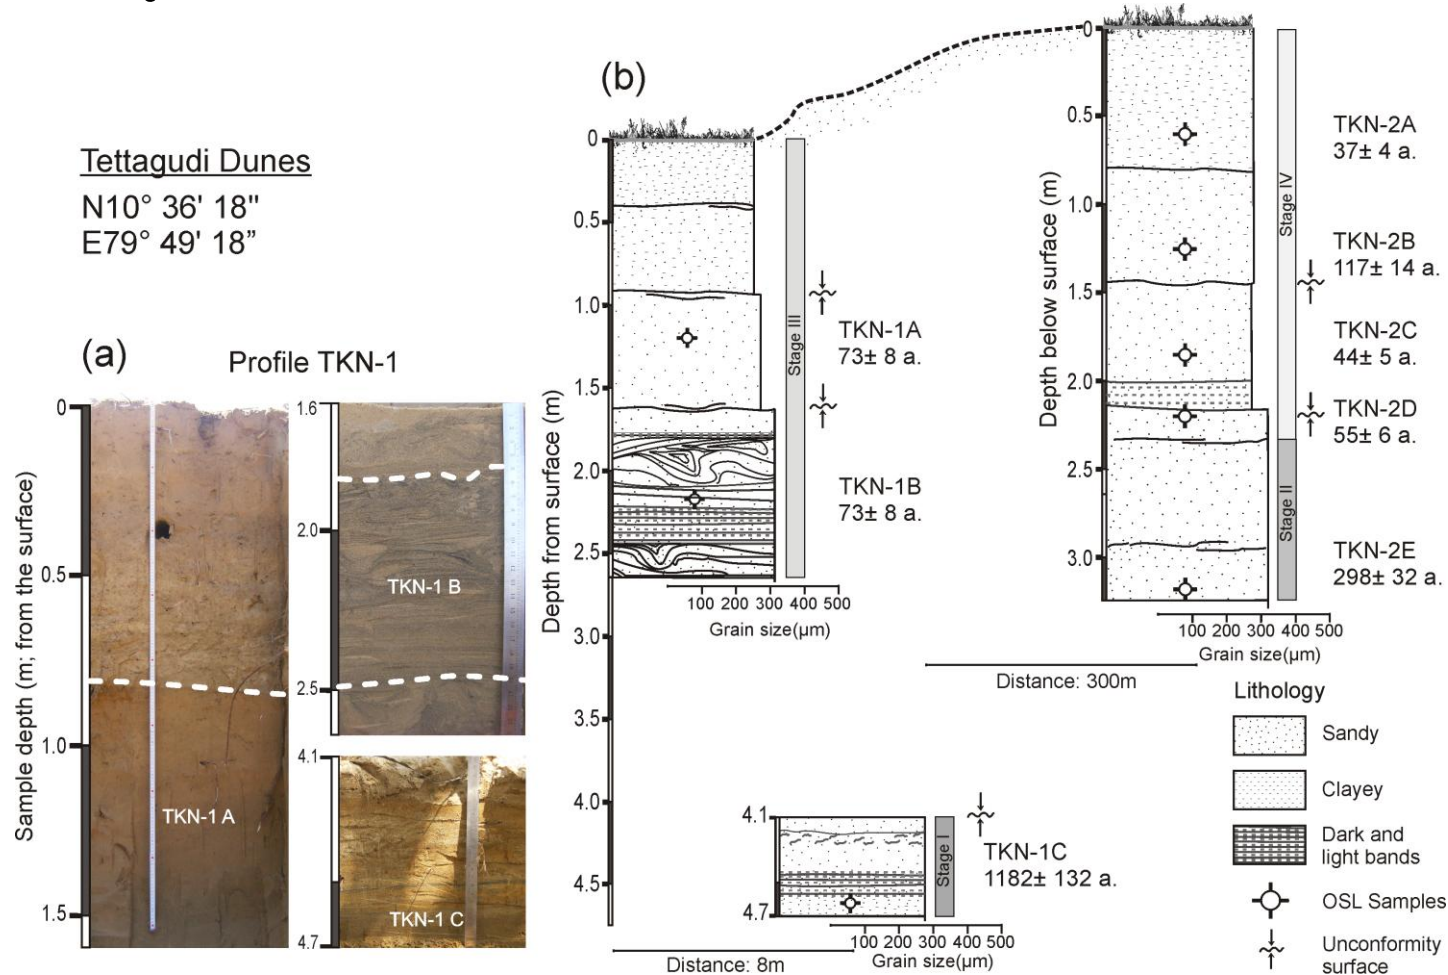 Tettagudi Dunes
N10° 36' 18"
E79° 49' 18”
(a)
Profile TKN-1
Sample depth (m; from the surface)
0
0.5
1.0
1.5
TKN-1 A
1.6
2.0
2.5
TKN-1 B
4.1
4.7
TKN-1 C
(b)
Depth from surface (m)
0
0.5
1.0
1.5
2.0
2.5
3.0
3.5
4.0
4.5
Stage III
TKN-1A
73± 8 a.
TKN-1B
73± 8 a.
100 200 300 400 500
Grain size(µm)
4.1
4.7
Stage I
TKN-1C
1182± 132 a.
100 200 300 400 500
Grain size(µm)
Distance: 8m
Depth below surface (m)
0
0.5
1.0
1.5
2.0
2.5
3.0
Stage IV
Stage II
TKN-2A
37± 4 a.
TKN-2B
117± 14 a.
TKN-2C
44± 5 a.
TKN-2D
55± 6 a.
TKN-2E
298± 32 a.
100 200 300 400 500
Grain size(µm)
Distance: 300m
Lithology
Sandy
Clayey
Dark and
light bands
OSL Samples
Unconformity
surface